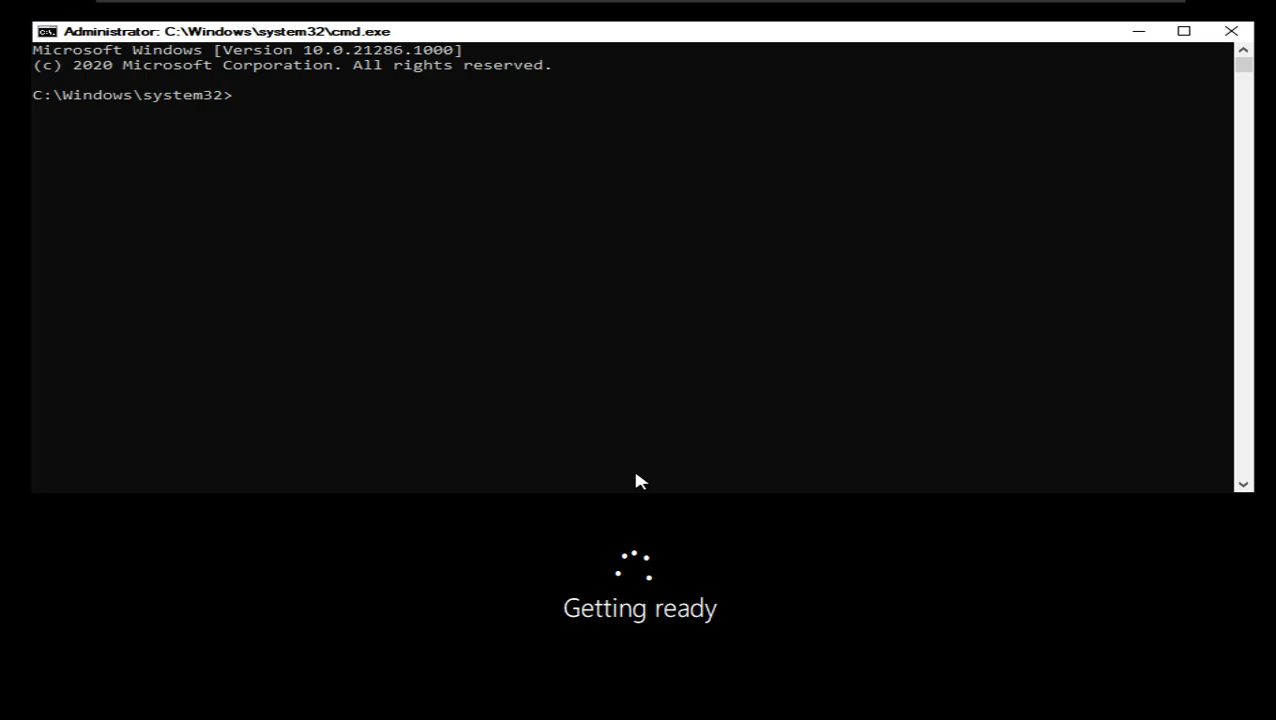 Administrator: C:\Windows\system32\cmd.exe
Microsoft Windows [Version 10.0.21286.1000]
(c) 2020 Microsoft Corporation. All rights reserved.
C:\Windows\system32>
Getting ready